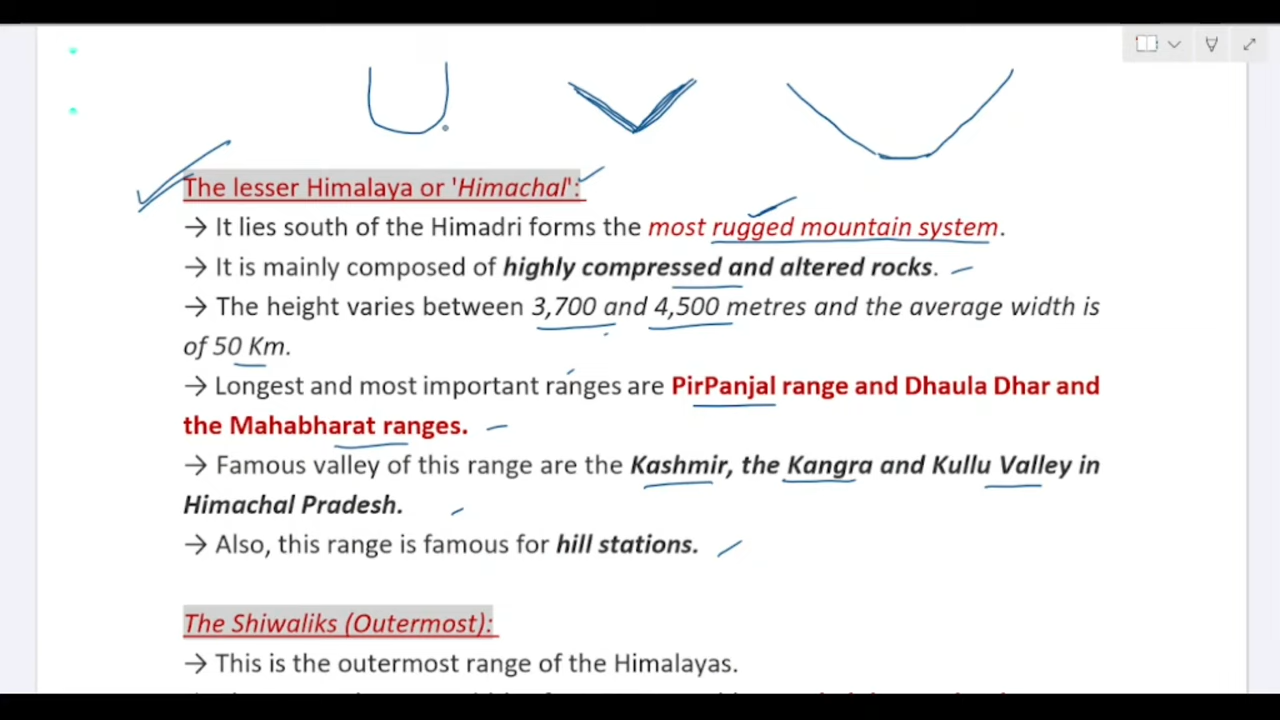 The lesser Himalaya or 'Himachal':
→ It lies south of the Himadri forms the most rugged mountain system.
→ It is mainly composed of highly compressed and altered rocks.
→ The height varies between 3,700 and 4,500 metres and the average width is
of 50 Km.
→ Longest and most important ranges are PirPanjal range and Dhaula Dhar and
the Mahabharat ranges.
→ Famous valley of this range are the Kashmir, the Kangra and Kullu Valley in
Himachal Pradesh.
→ Also, this range is famous for hill stations.
The Shiwaliks (Outermost):
→ This is the outermost range of the Himalayas.